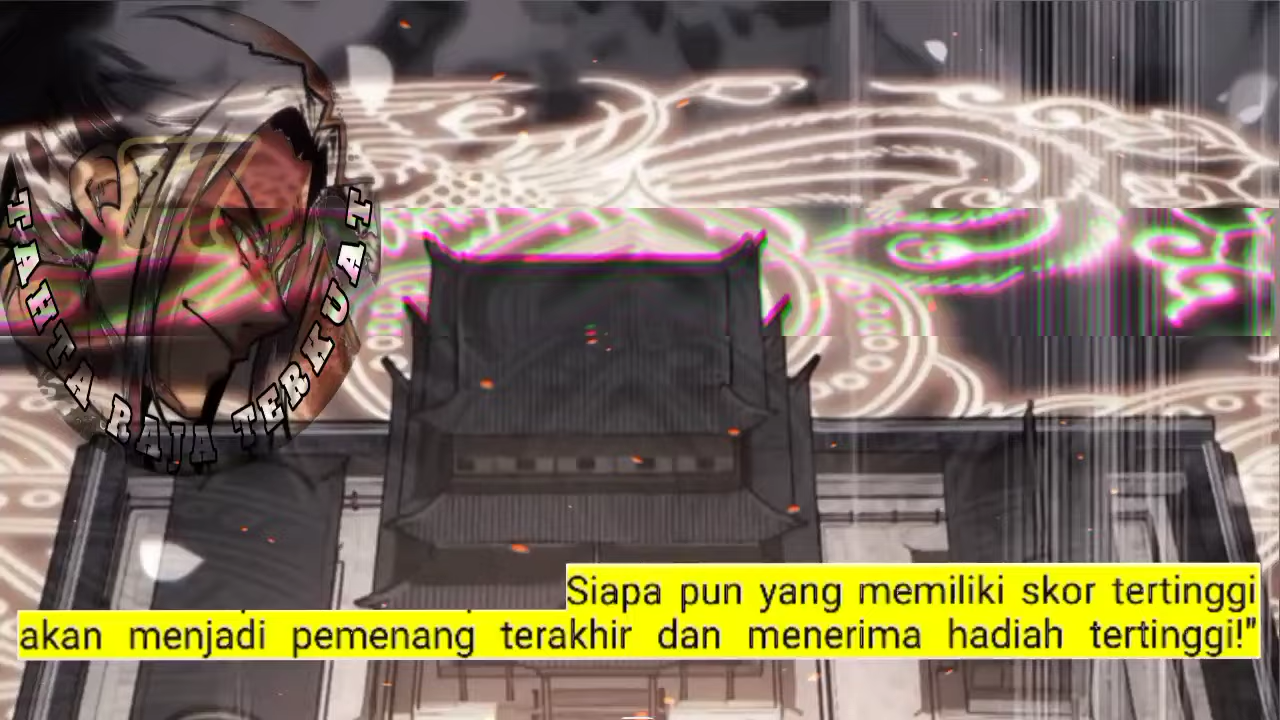 TAHTA RAJA TERKUAT
Siapa pun yang memiliki skor tertinggi
akan menjadi pemenang terakhir dan menerima hadiah tertinggi!"